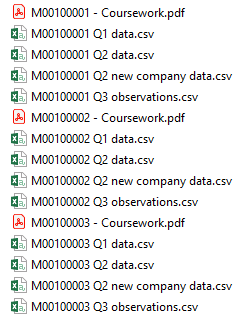 M00100001 - Coursework.pdf
M00100001 Q1 data.csv
M00100001 Q2 data.csv
M00100001 Q2 new company data.csv
M00100001 Q3 observations.csv
M00100002 - Coursework.pdf
M00100002 Q1 data.csv
M00100002 Q2 data.csv
M00100002 Q2 new company data.csv
M00100002 Q3 observations.csv
M00100003 - Coursework.pdf
M00100003 Q1 data.csv
M00100003 Q2 data.csv
M00100003 Q2 new company data.csv
M00100003 Q3 observations.csv